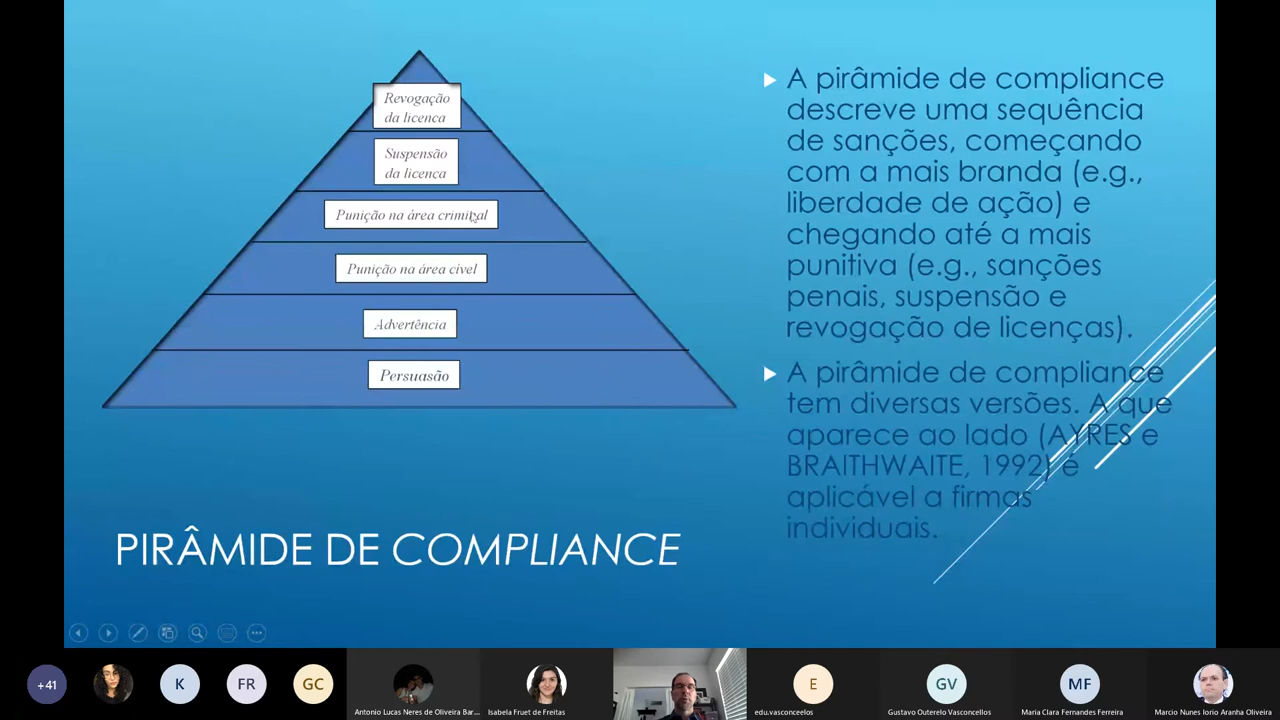 Revogação
da licenca
Suspensão
da licença
Punição na área criminal
Punição na área cível
Advertência
Persuasão
PIRÂMIDE DE COMPLIANCE
A pirâmide de compliance
descreve uma sequência
de sanções, começando
com a mais branda (e.g.,
liberdade de ação) e
chegando até a mais
punitiva (e.g., sanções
penais, suspensão e
revogação de licenças).
A pirâmide de compliance
tem diversas versões. A que
aparece ao lado (AYRES e
BRAITHWAITE, 1992) é
aplicável a firmas
individuais.
+41
K
FR
GC
Antonio Lucas Neres de Oliveira Bar...
Isabela Fruet de Freitas
E
edu.vasconceelos
GV
Gustavo Outerelo Vasconcellos
MF
Maria Clara Fernandes Ferreira
Marcio Nunes Iorio Aranha Oliveira